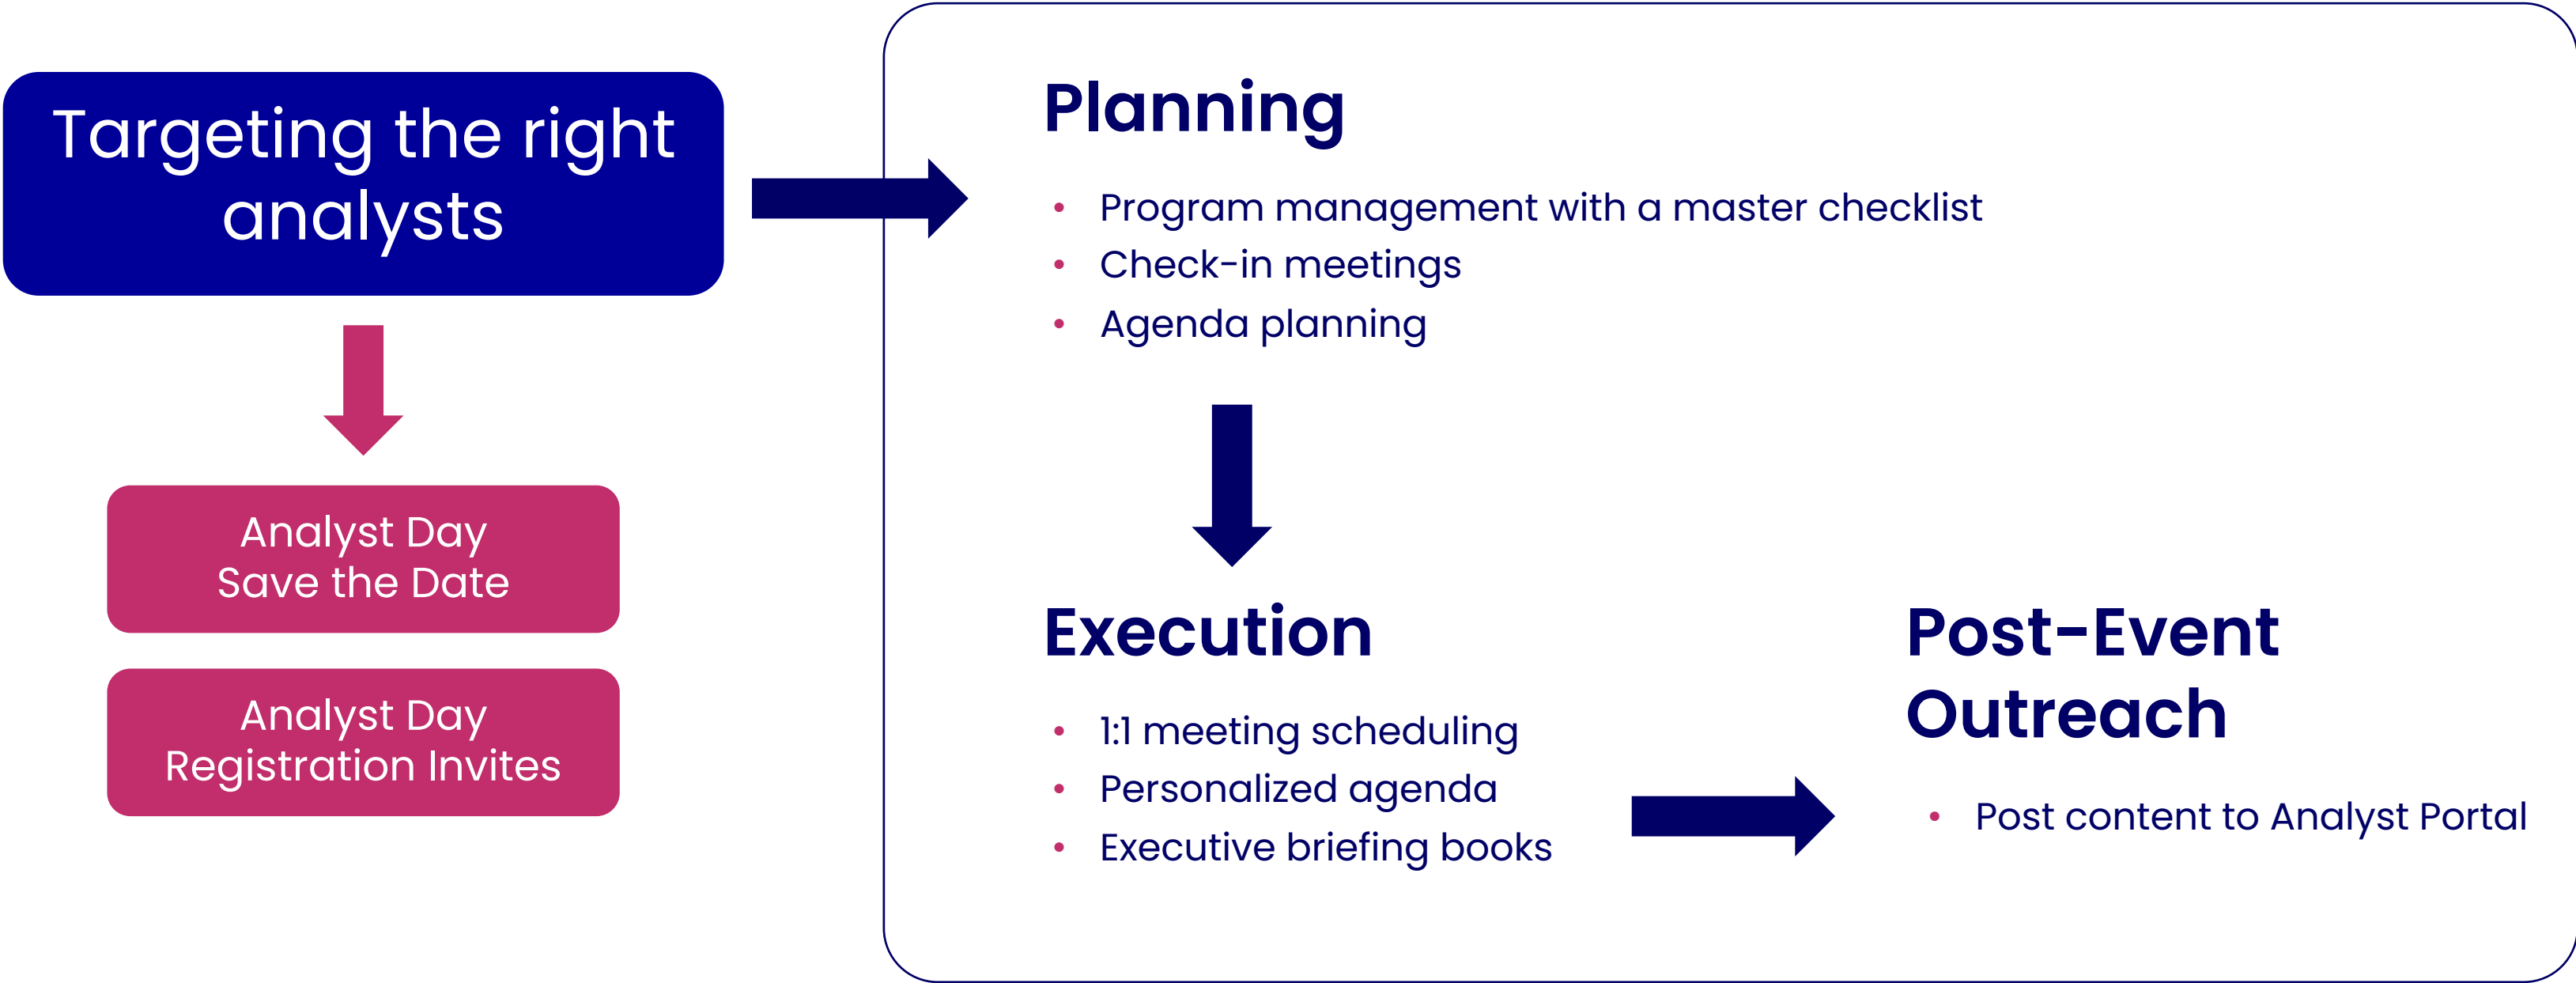 Targeting the right
analysts
Analyst Day
Save the Date
Analyst Day
Registration Invites
Planning
• Program management with a master checklist
• Check-in meetings
• Agenda planning
Execution
• 1:1 meeting scheduling
• Personalized agenda
• Executive briefing books
Post-Event
Outreach
• Post content to Analyst Portal